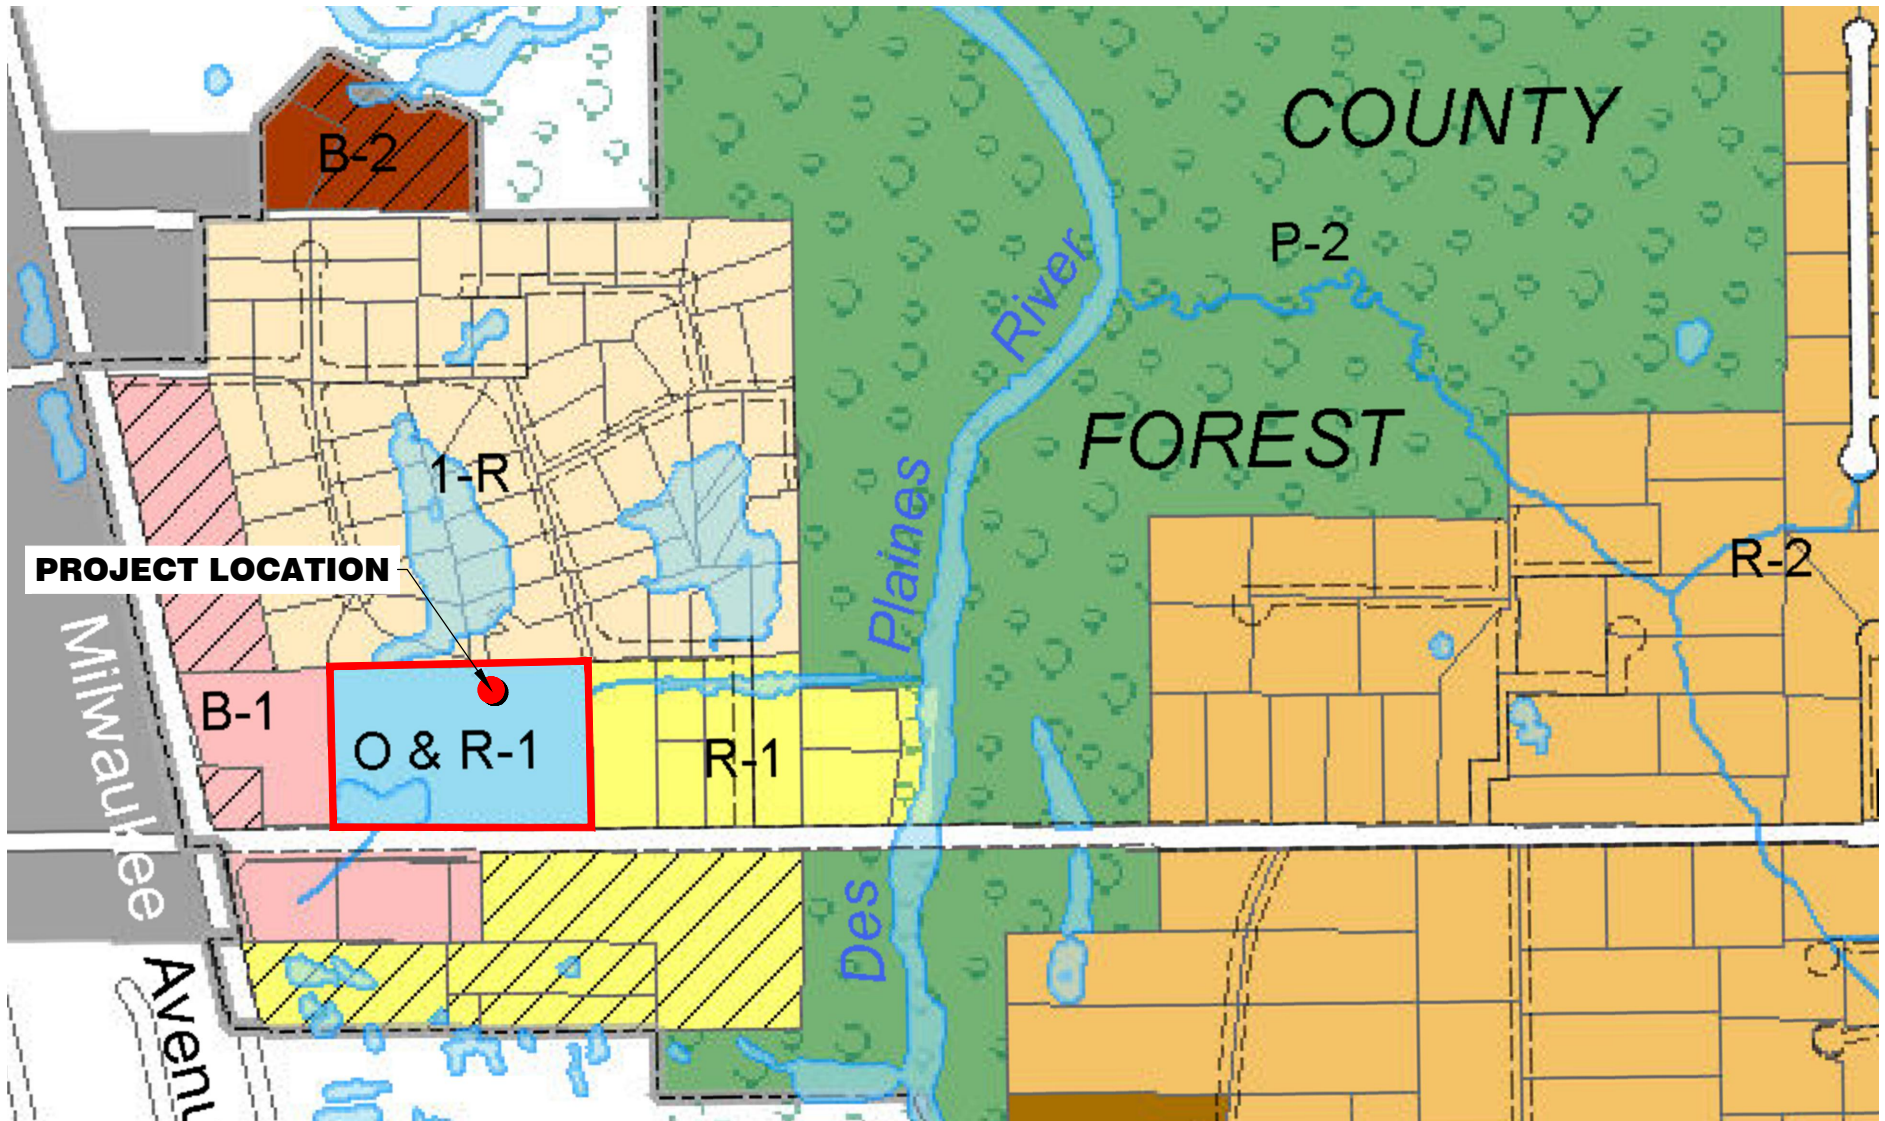 COUNTY
B-2
P-2
River
FOREST
1-R
Plaines
R-2
PROJECT LOCATION
Milwaukee
B-1
O & R-1
R-1
Des
Avenu